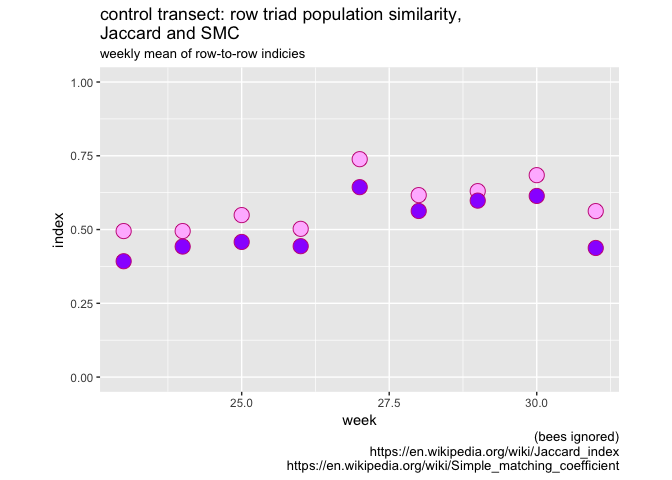 control transect: row triad population similarity,
Jaccard and SMC
weekly mean of row-to-row indicies
1.00
0.75
0.50
0.25
0.00
index
25.0
27.5
30.0
week
(bees ignored)
https://en.wikipedia.org/wiki/Jaccard_index
https://en.wikipedia.org/wiki/Simple_matching_coefficient